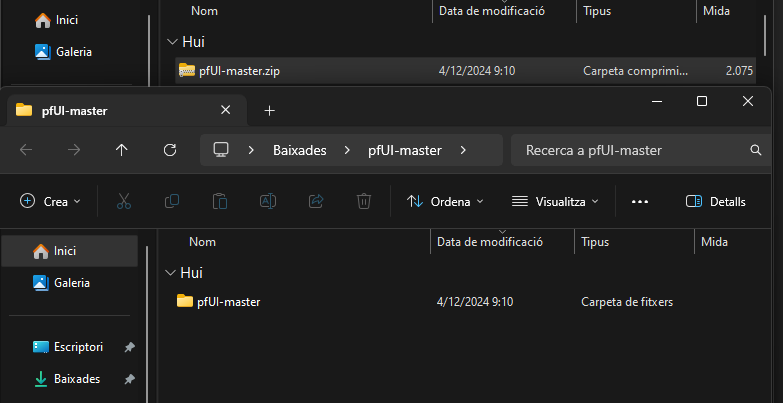 Nom Data de modificació Tipus Mida
Inici
Hui
Galeria
pfUI-master.zip 4/12/2024 9:10 Carpeta comprimi... 2.075
pfUI-master
Baixades pfUI-master Recerca a pfUI-master
Crea Ordena Visualitza Detalls
Nom Data de modificació Tipus Mida
Inici
Hui
Galeria
pfUI-master 4/12/2024 9:10 Carpeta de fitxers
Escriptori
Baixades